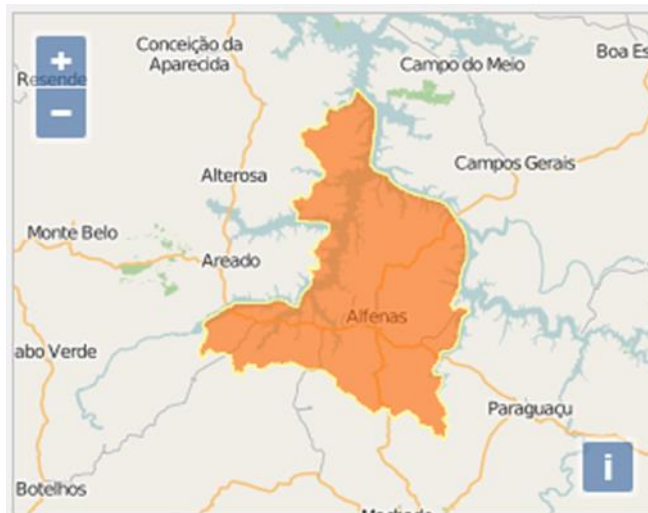 +
−
Conceição da
Aparecida
Resende
Campo do Meio
Boa Es
Alterosa
Campos Gerais
Monte Belo
Areado
Alfenas
abo Verde
Paraguaçu
i
Botelhos